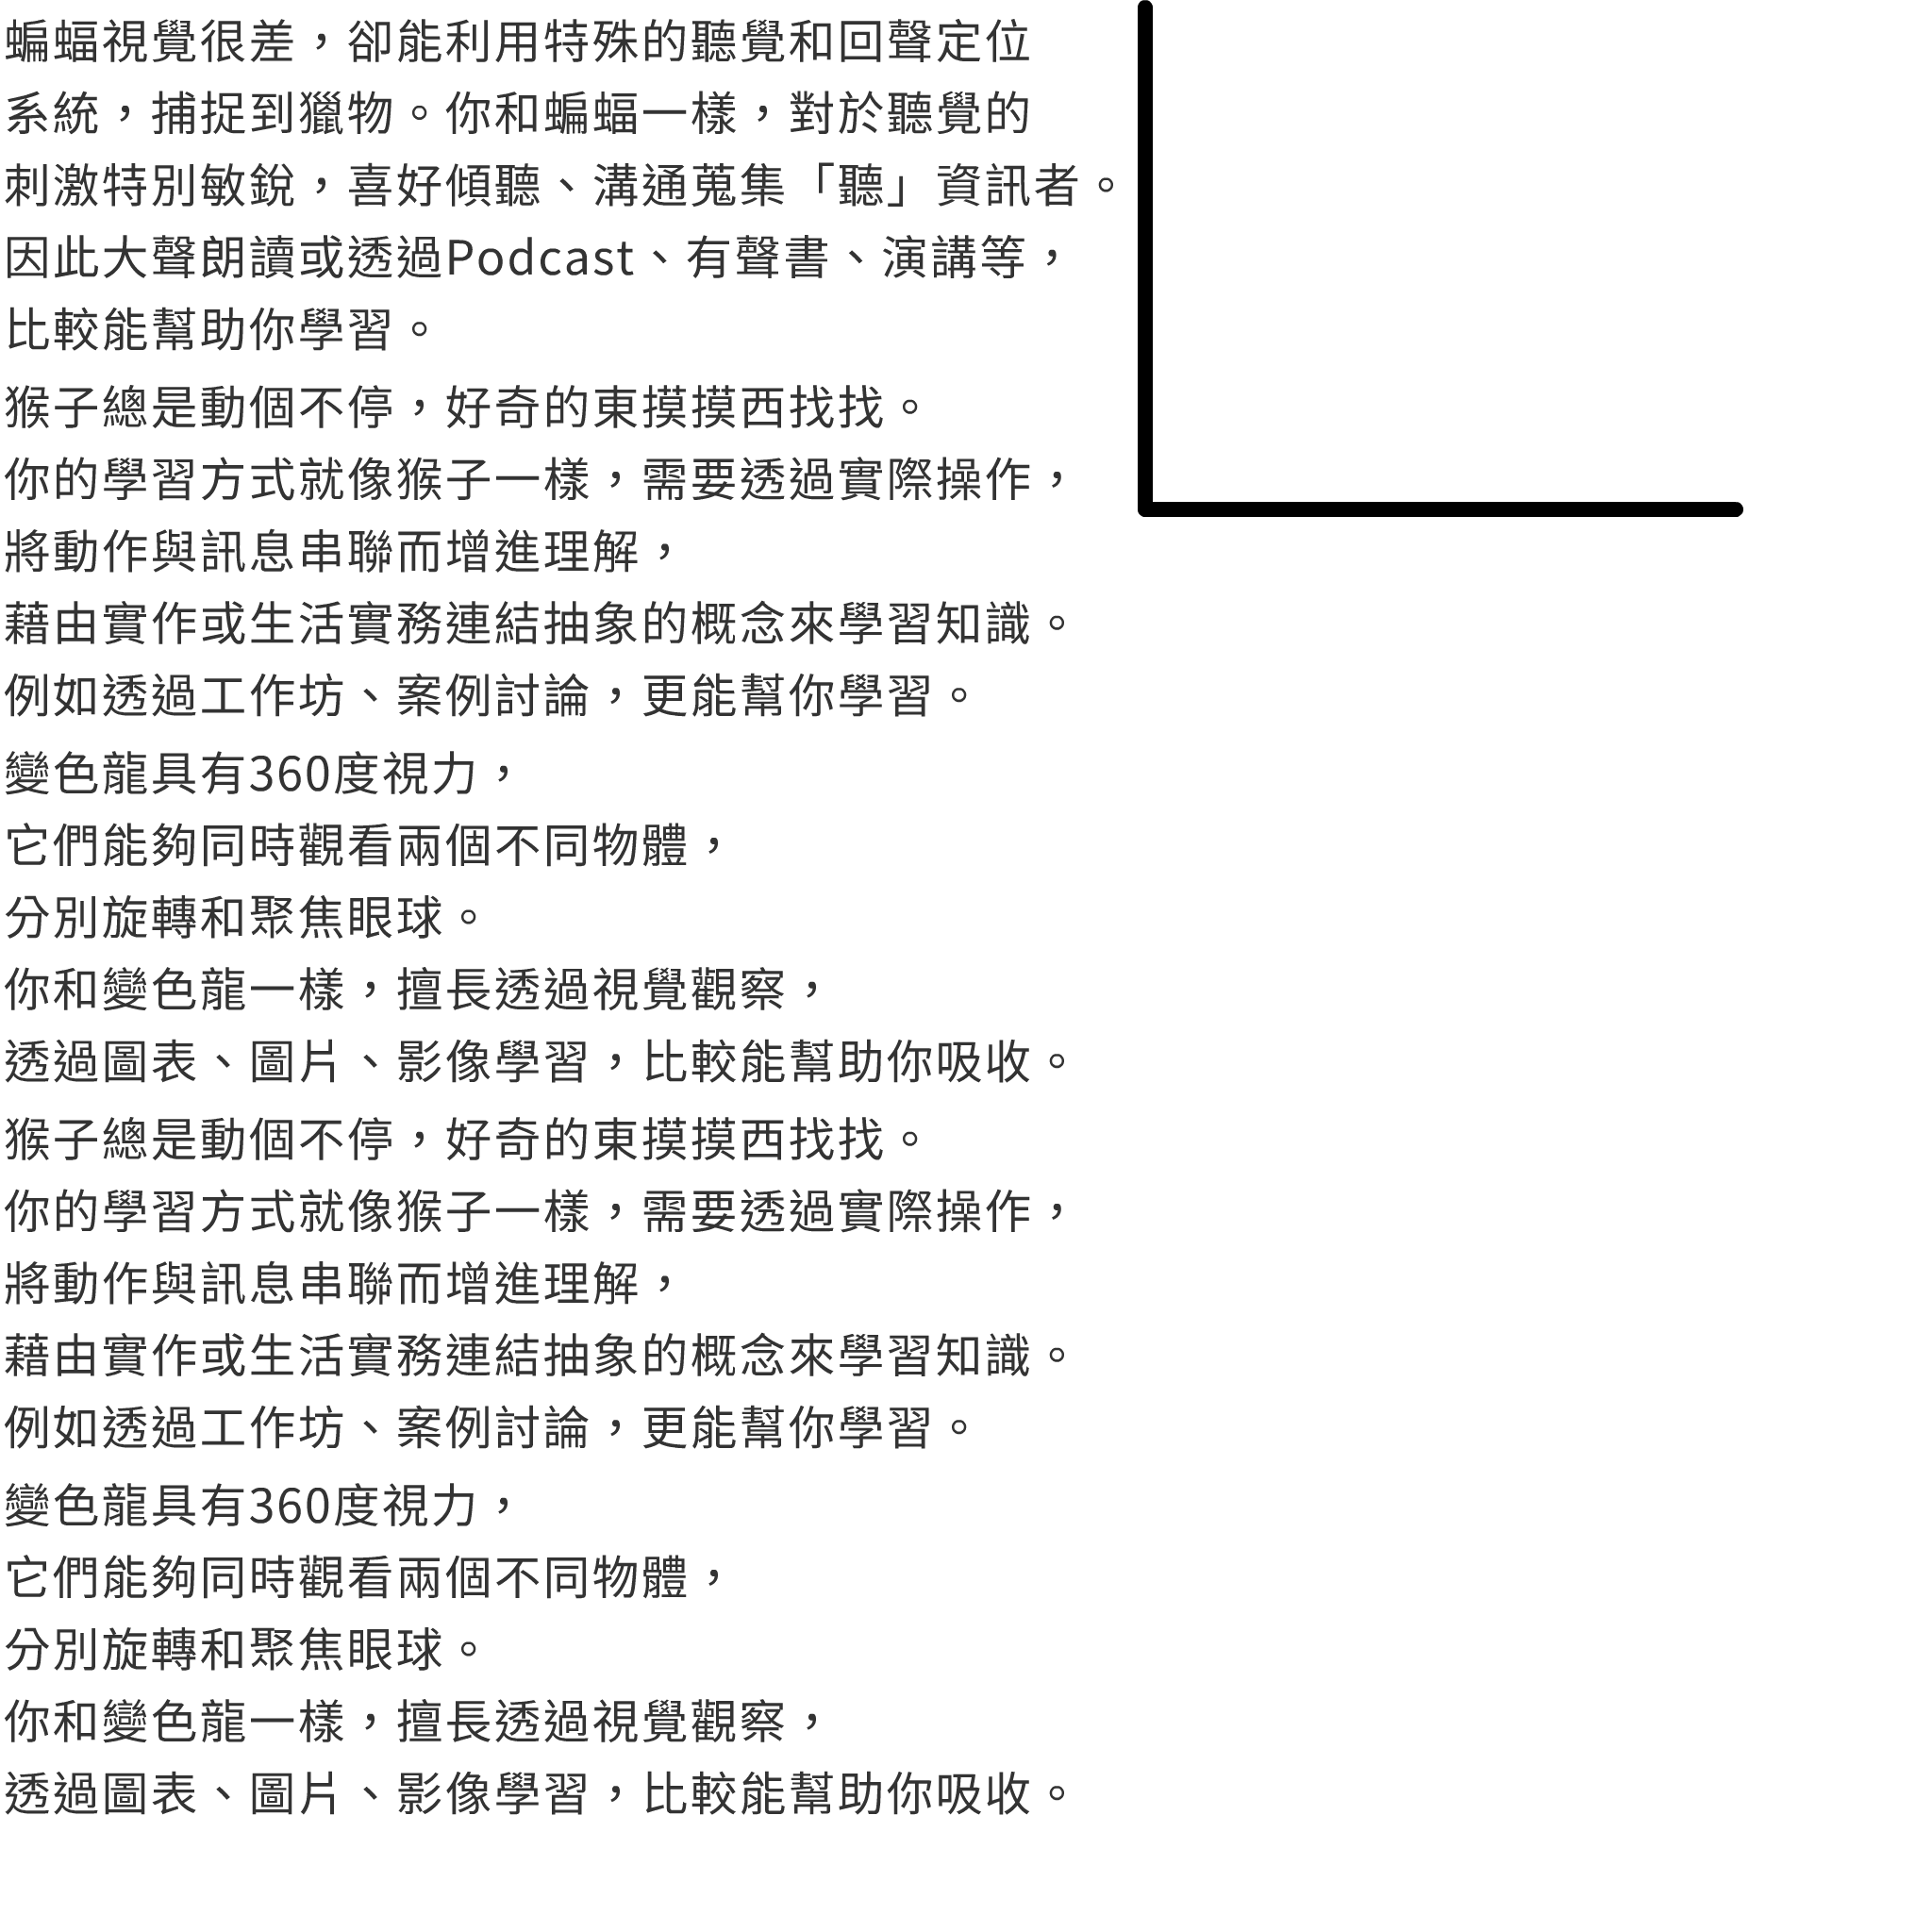 蝙蝠視覺很差，卻能利用特殊的聽覺和回聲定位
系統，捕捉到獵物。你和蝙蝠一樣，對於聽覺的
刺激特別敏銳，喜好傾聽、溝通蒐集「聽」資訊者。
因此大聲朗讀或透過Podcast、有聲書、演講等，
比較能幫助你學習。
猴子總是動個不停，好奇的東摸摸西找找。
你的學習方式就像猴子一樣，需要透過實際操作，
將動作與訊息串聯而增進理解，
藉由實作或生活實務連結抽象的概念來學習知識。
例如透過工作坊、案例討論，更能幫你學習。
變色龍具有360度視力，
它們能夠同時觀看兩個不同物體，
分別旋轉和聚焦眼球。
你和變色龍一樣，擅長透過視覺觀察，
透過圖表、圖片、影像學習，比較能幫助你吸收。
猴子總是動個不停，好奇的東摸摸西找找。
你的學習方式就像猴子一樣，需要透過實際操作，
將動作與訊息串聯而增進理解，
藉由實作或生活實務連結抽象的概念來學習知識。
例如透過工作坊、案例討論，更能幫你學習。
變色龍具有360度視力，
它們能夠同時觀看兩個不同物體，
分別旋轉和聚焦眼球。
你和變色龍一樣，擅長透過視覺觀察，
透過圖表、圖片、影像學習，比較能幫助你吸收。